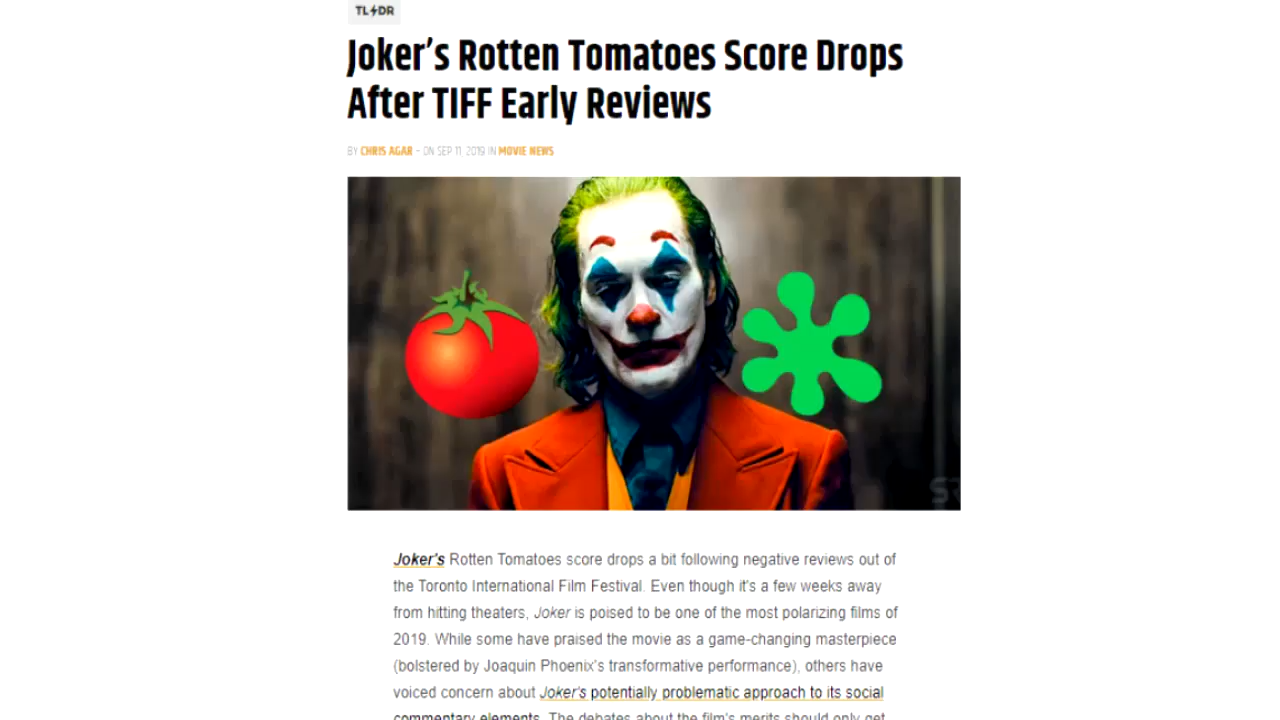 TL⚡DR
Joker's Rotten Tomatoes Score Drops
After TIFF Early Reviews
BY CHRIS AGAR - ON SEP 11, 2019 IN MOVIE NEWS
SR
Joker's Rotten Tomatoes score drops a bit following negative reviews out of
the Toronto International Film Festival. Even though it's a few weeks away
from hitting theaters, Joker is poised to be one of the most polarizing films of
2019. While some have praised the movie as a game-changing masterpiece
(bolstered by Joaquin Phoenix's transformative performance), others have
voiced concern about Joker's potentially problematic approach to its social
commentary elements. The debates about the film's merits should only get